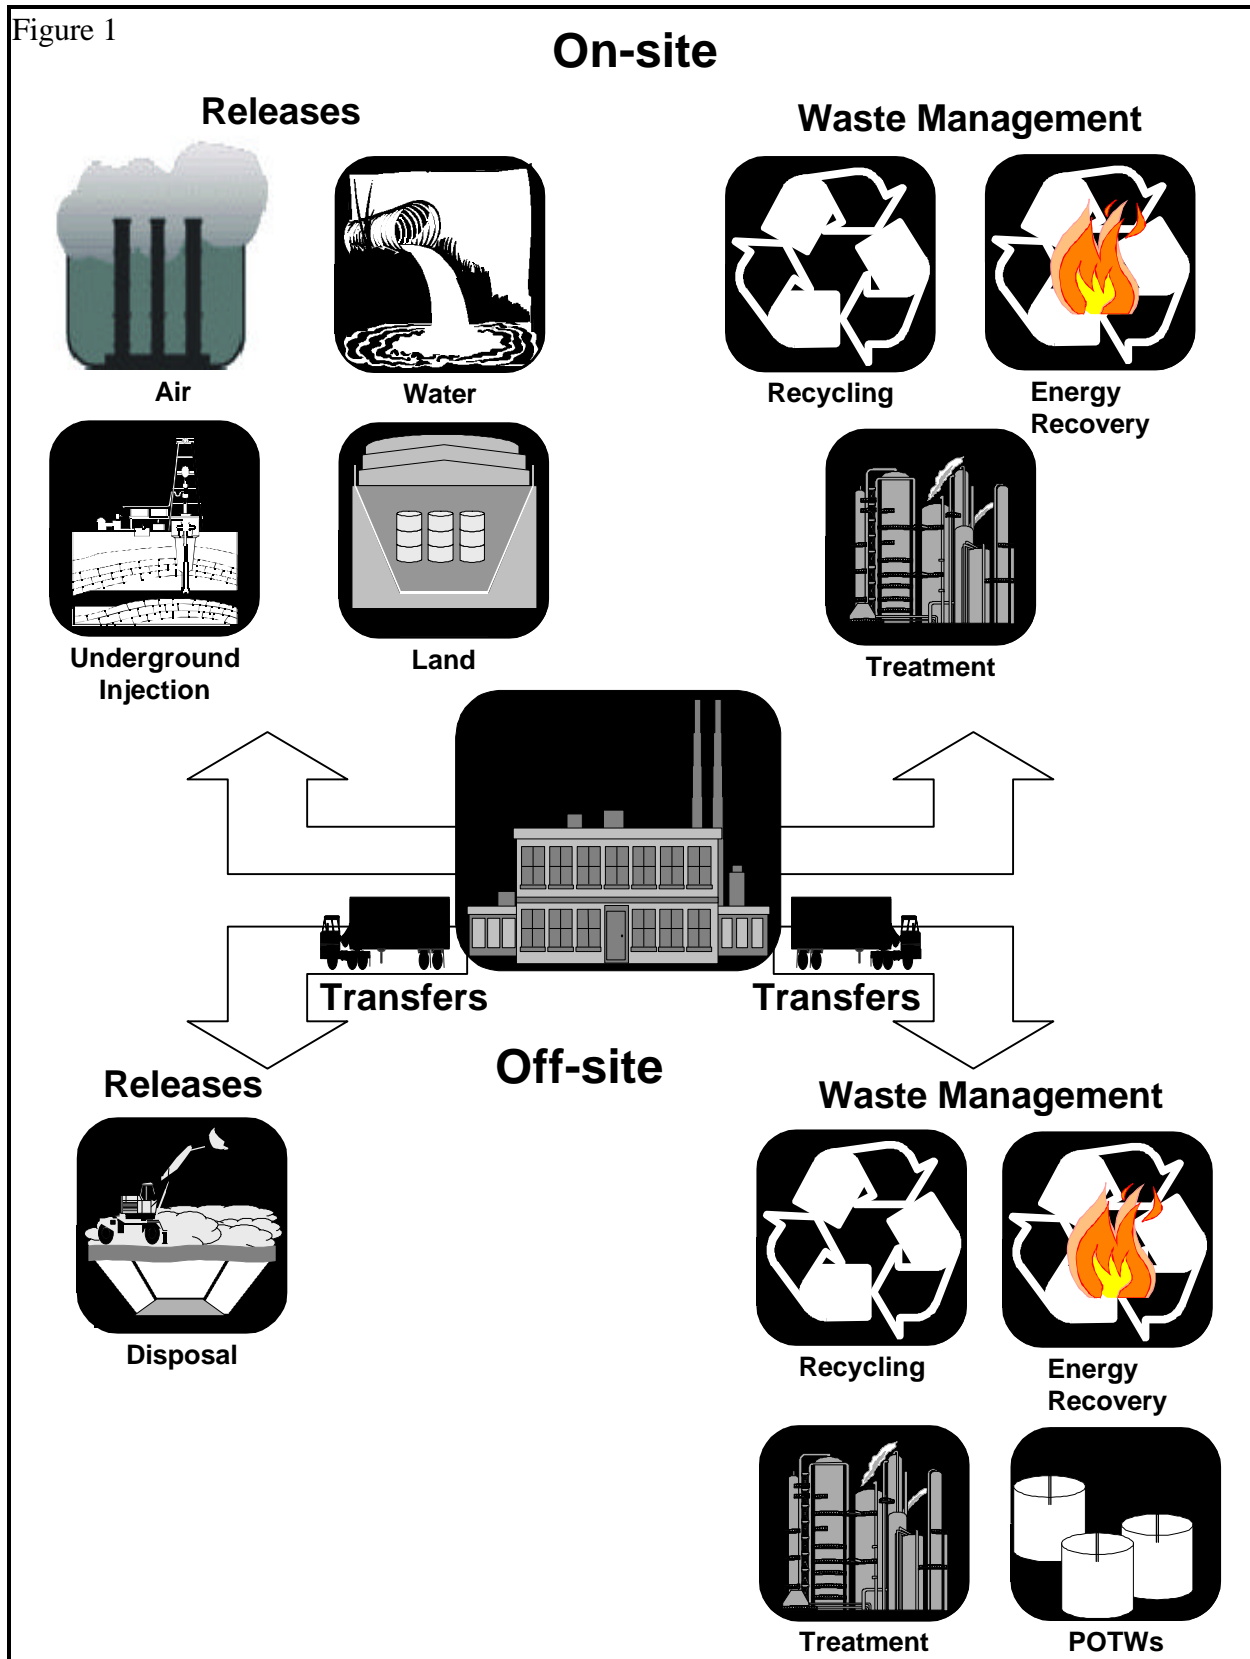 Figure 1
On-site
Releases
Waste Management
Air
Water
Recycling
Energy
Recovery
Underground
Injection
Land
Treatment
Transfers
Transfers
Off-site
Releases
Waste Management
Disposal
Recycling
Energy
Recovery
Treatment
POTWs